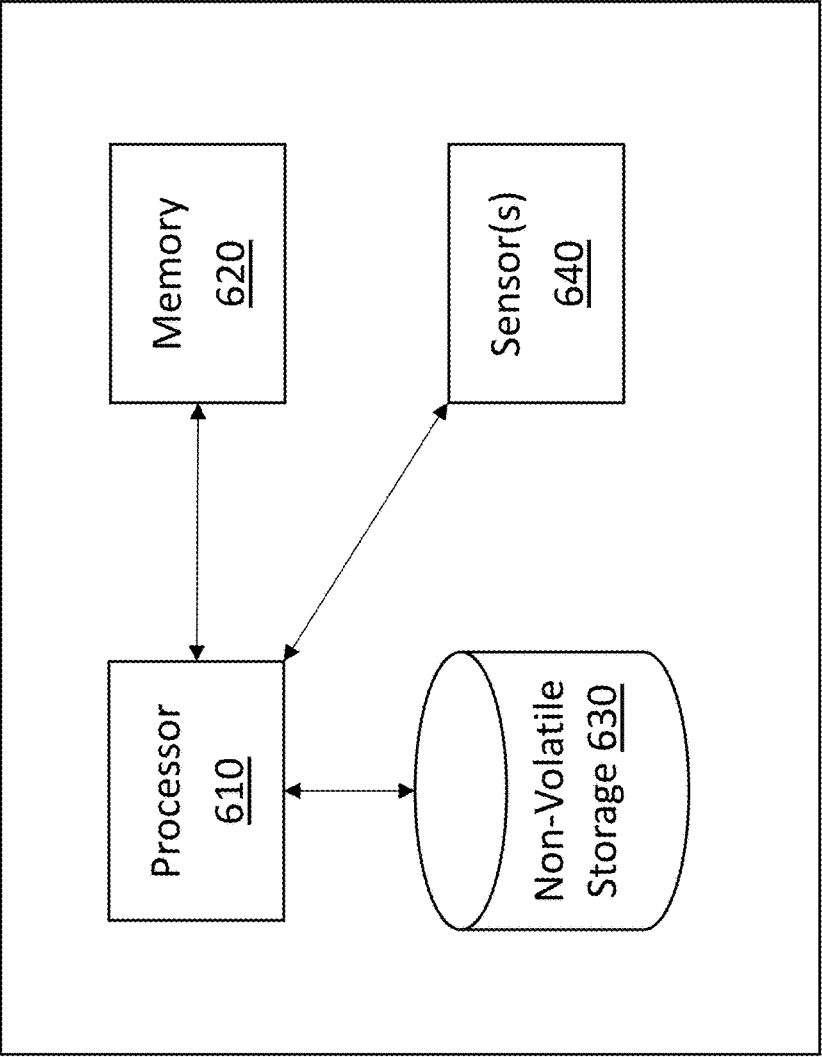 Processor
610
Memory
620
Non-Volatile
Storage 630
Sensor(s)
640